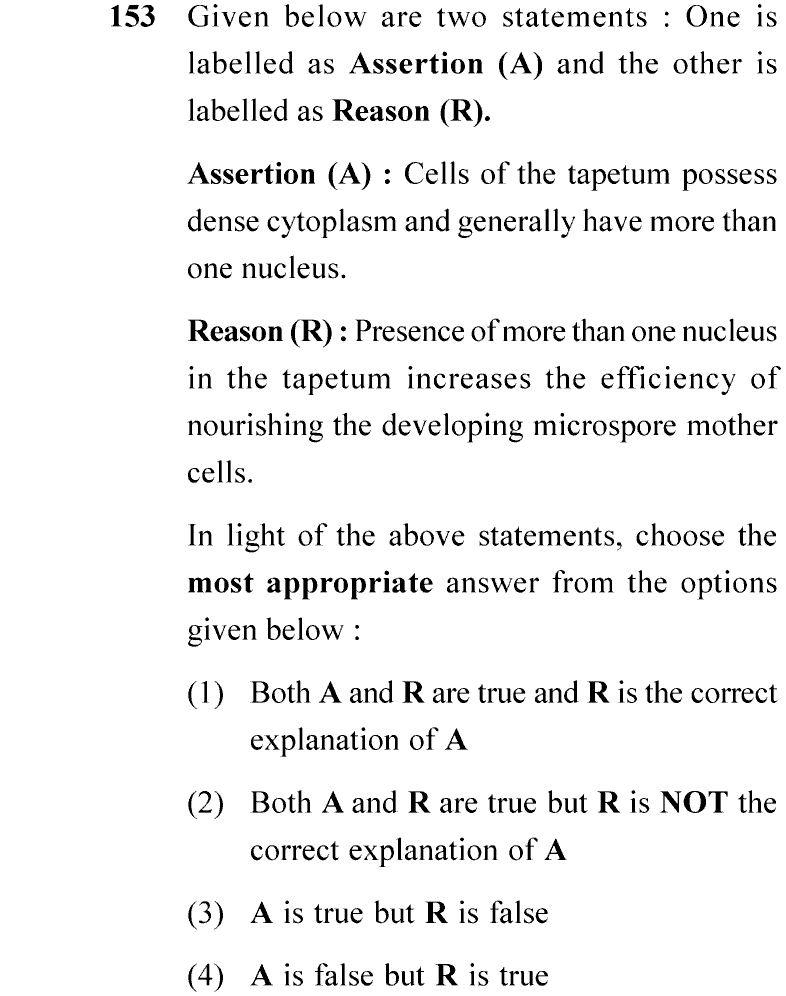 153 Given below are two statements : One is
labelled as Assertion (A) and the other is
labelled as Reason (R).
Assertion (A) : Cells of the tapetum possess
dense cytoplasm and generally have more than
one nucleus.
Reason (R) : Presence of more than one nucleus
in the tapetum increases the efficiency of
nourishing the developing microspore mother
cells.
In light of the above statements, choose the
most appropriate answer from the options
given below :
(1) Both A and R are true and R is the correct
explanation of A
(2) Both A and R are true but R is NOT the
correct explanation of A
(3) A is true but R is false
(4) A is false but R is true